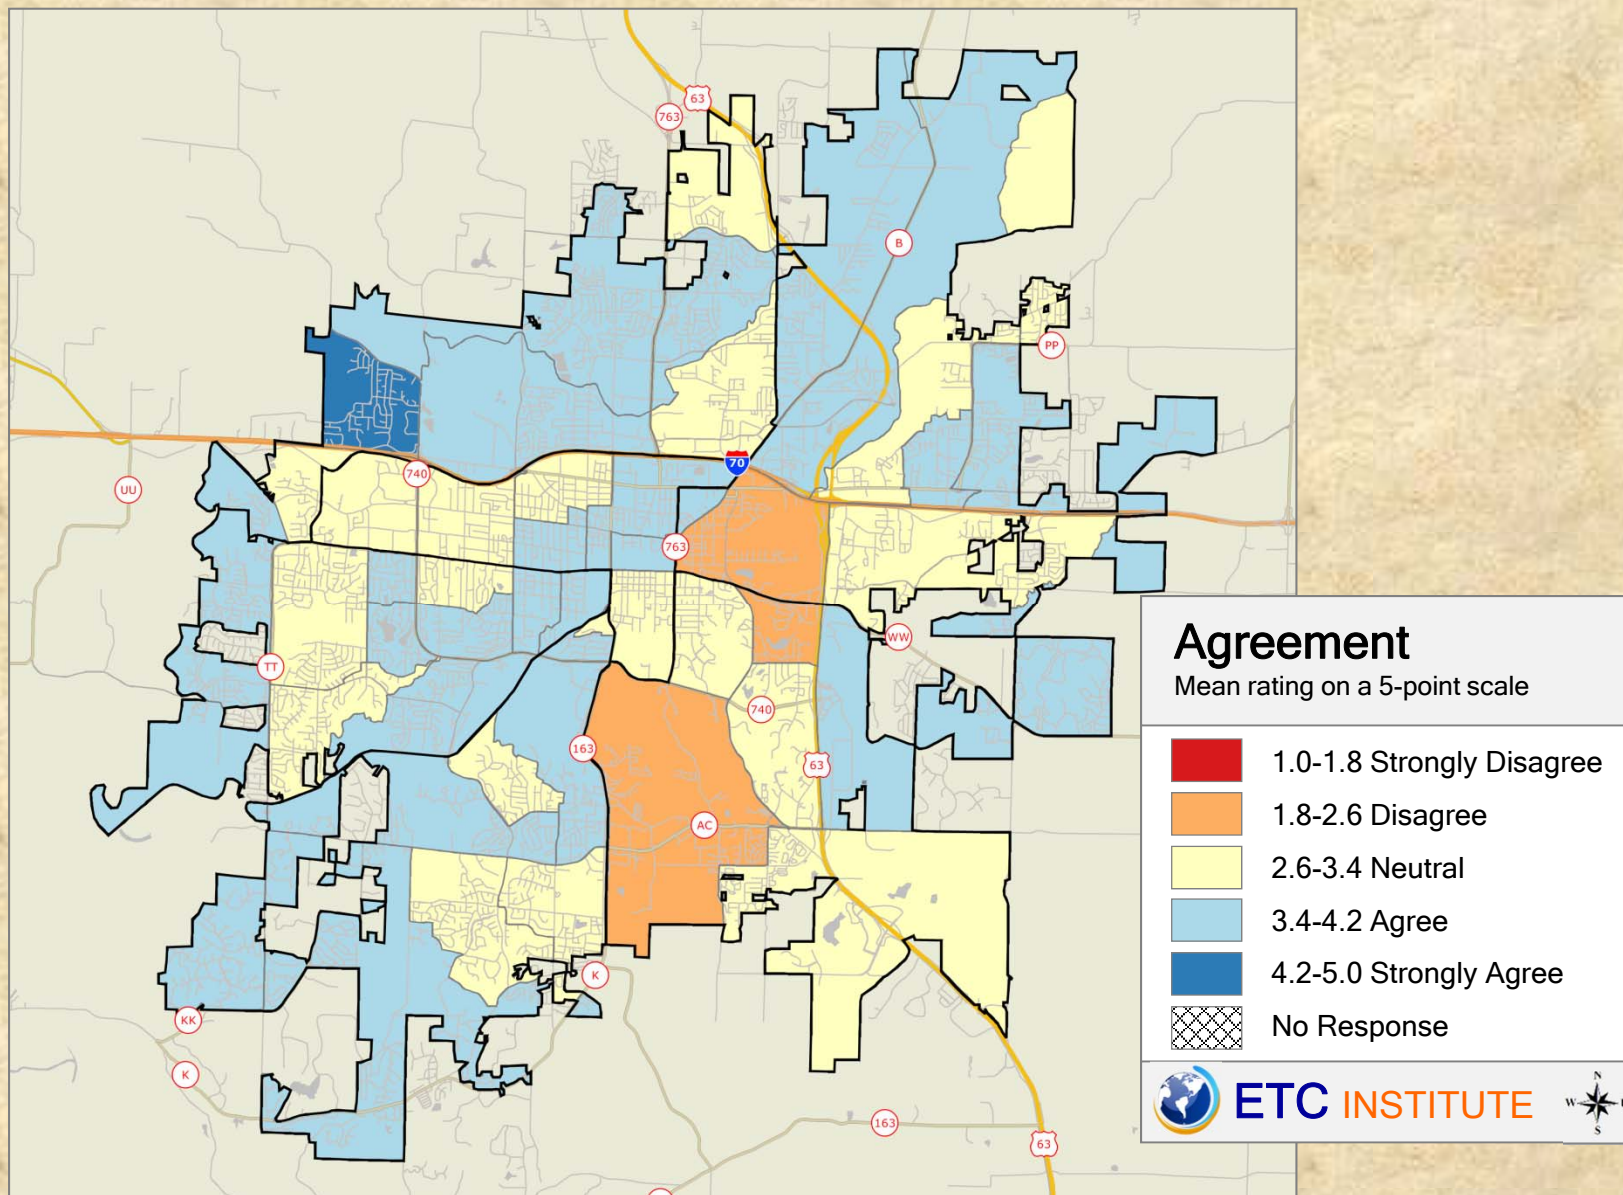 63
763
B
PP
70
740
UU
763
WW
TT
740
163
63
AC
K
KK
K
163
63
Agreement
Mean rating on a 5-point scale
1.0-1.8 Strongly Disagree
1.8-2.6 Disagree
2.6-3.4 Neutral
3.4-4.2 Agree
4.2-5.0 Strongly Agree
No Response
ETC INSTITUTE
N
W
S